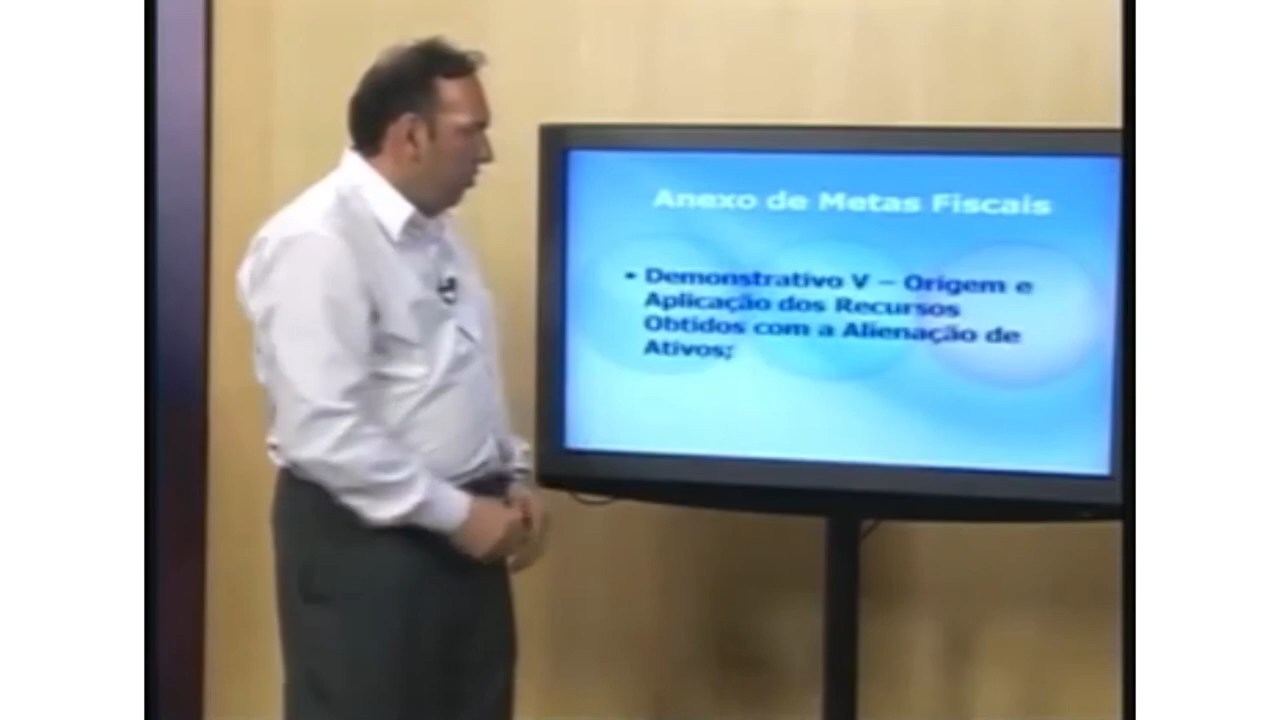 Anexo de Metas Fiscais
• Demonstrativo V – Origem e
Aplicação dos Recursos
Obtidos com a Alienação de
Ativos;